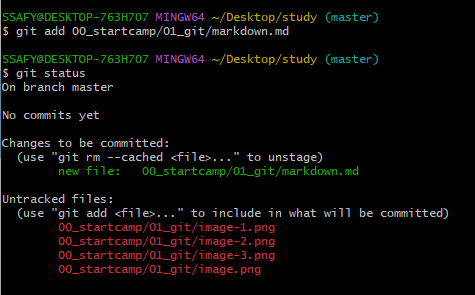 SSAFY@DESKTOP-763H7O7 MINGW64 ~/Desktop/study (master)
$ git add 00_startcamp/01_git/markdown.md
SSAFY@DESKTOP-763H7O7 MINGW64 ~/Desktop/study (master)
$ git status
On branch master
No commits yet
Changes to be committed:
(use "git rm --cached <file>..." to unstage)
new file:   00_startcamp/01_git/markdown.md
Untracked files:
(use "git add <file>..." to include in what will be committed)
00_startcamp/01_git/image-1.png
00_startcamp/01_git/image-2.png
00_startcamp/01_git/image-3.png
00_startcamp/01_git/image.png